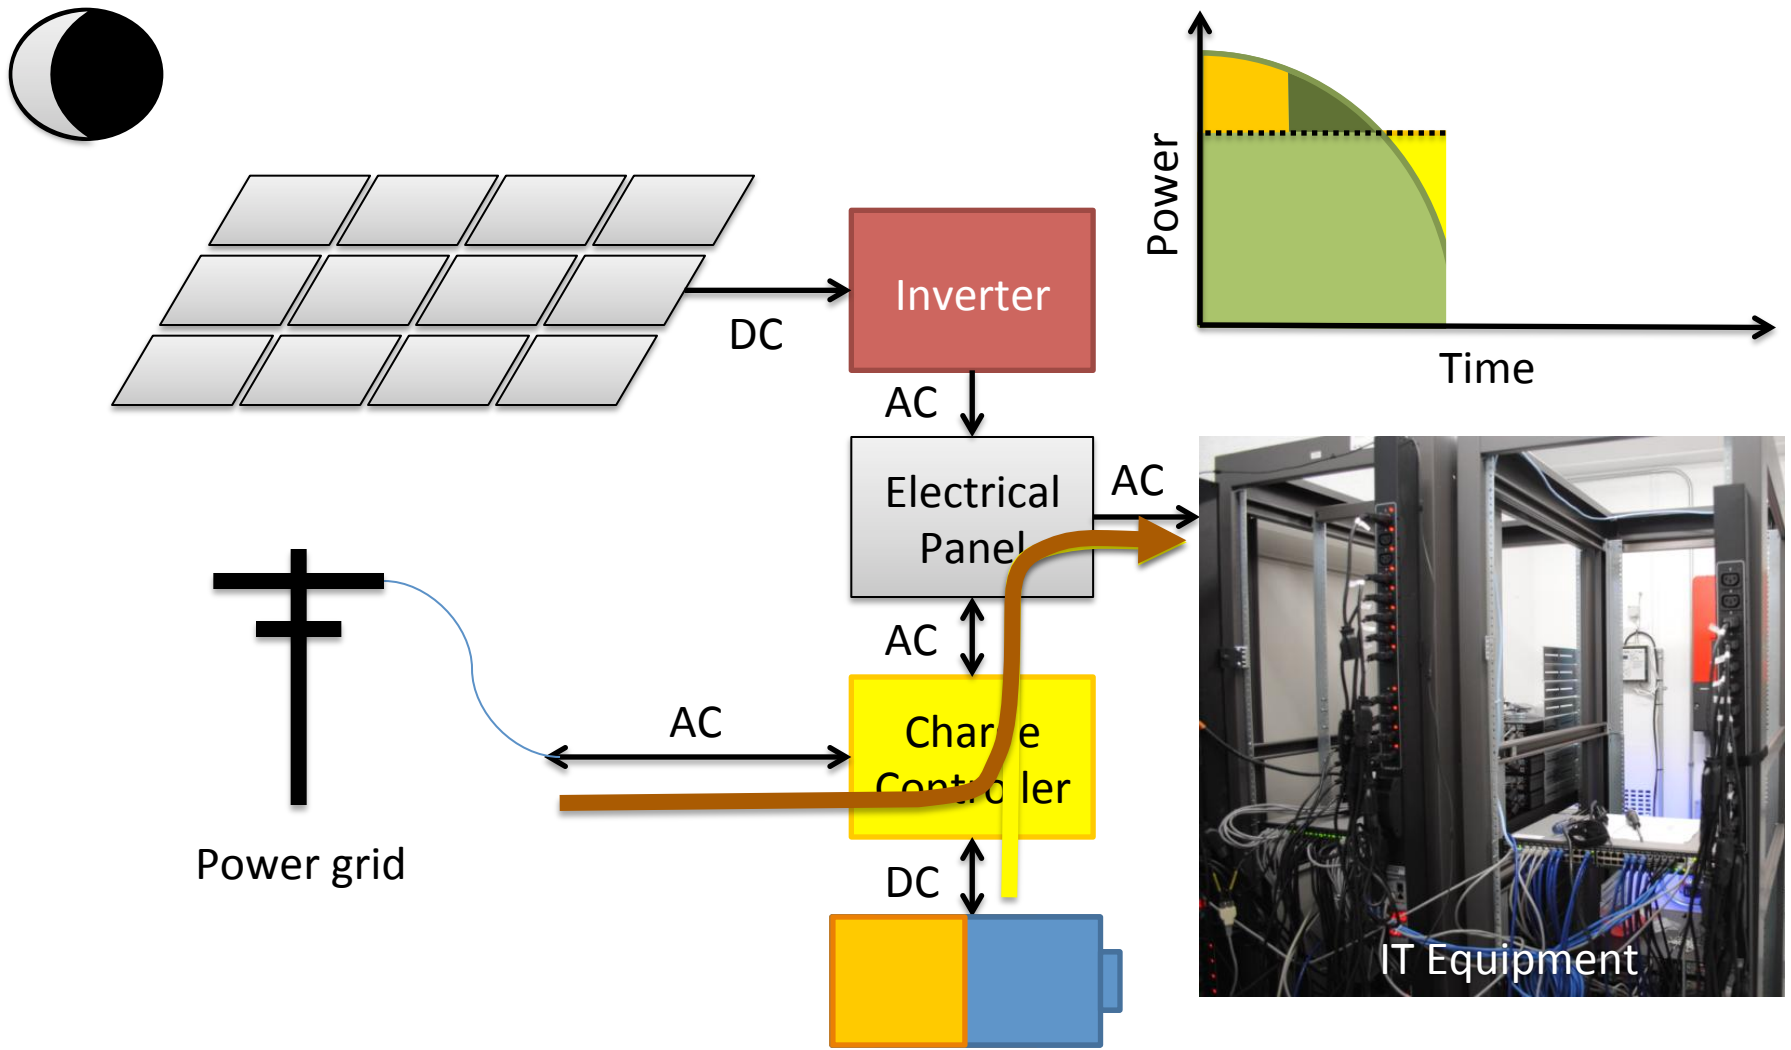 Power
Time
Inverter
DC
AC
Electrical
Panel
AC
AC
AC
Charge
Controller
DC
Power grid
IT Equipment